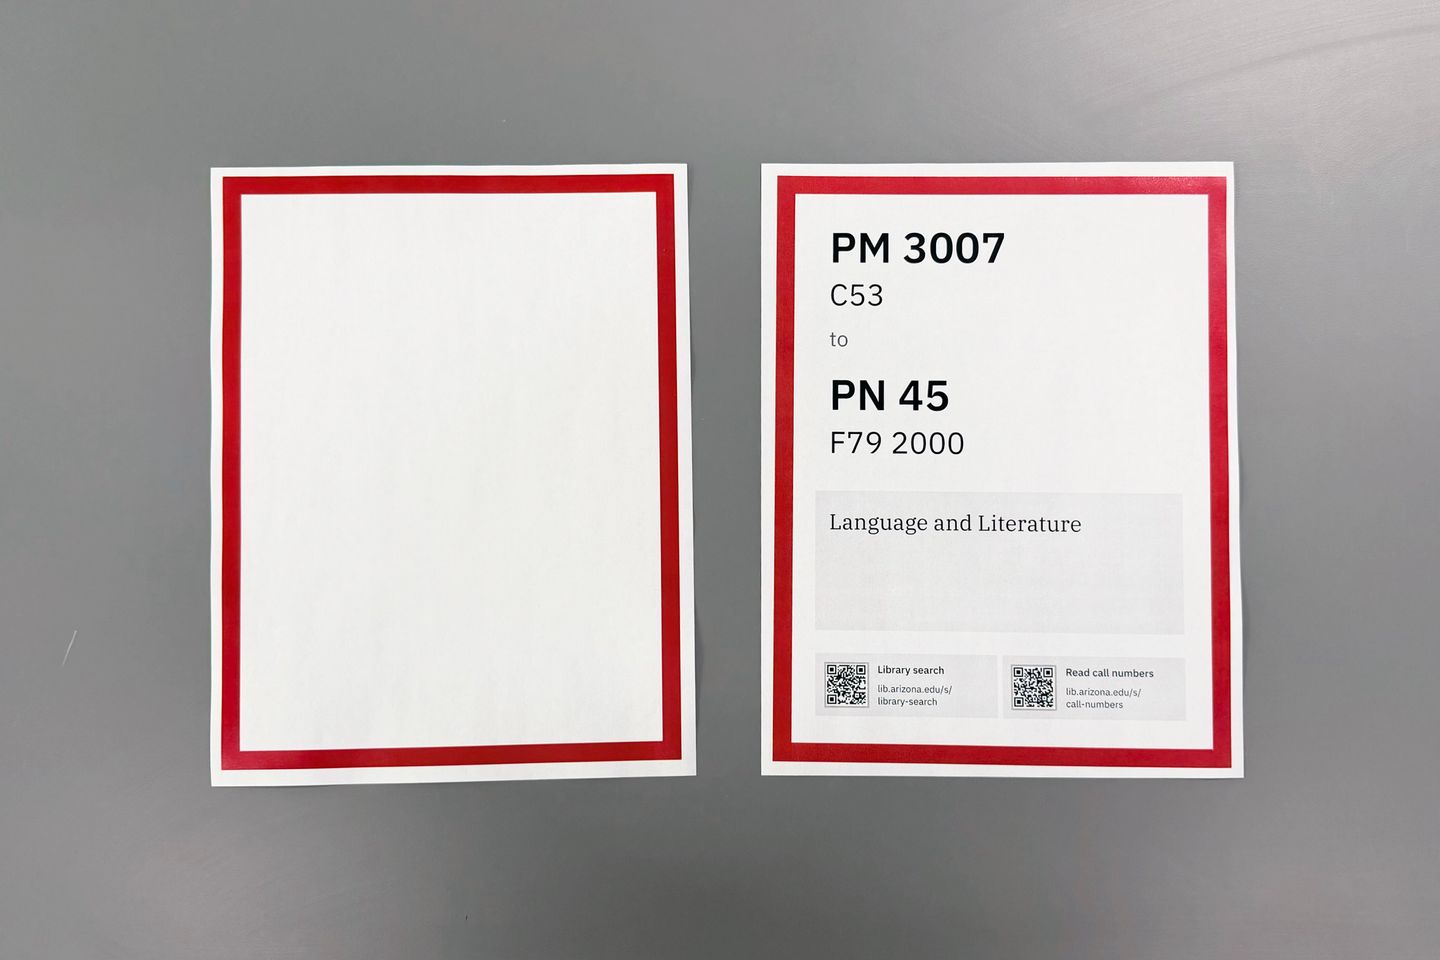 PM 3007
C53
to
PN 45
F79 2000
Language and Literature
Library search
lib.arizona.edu/s/
library-search
Read call numbers
lib.arizona.edu/s/
call-numbers